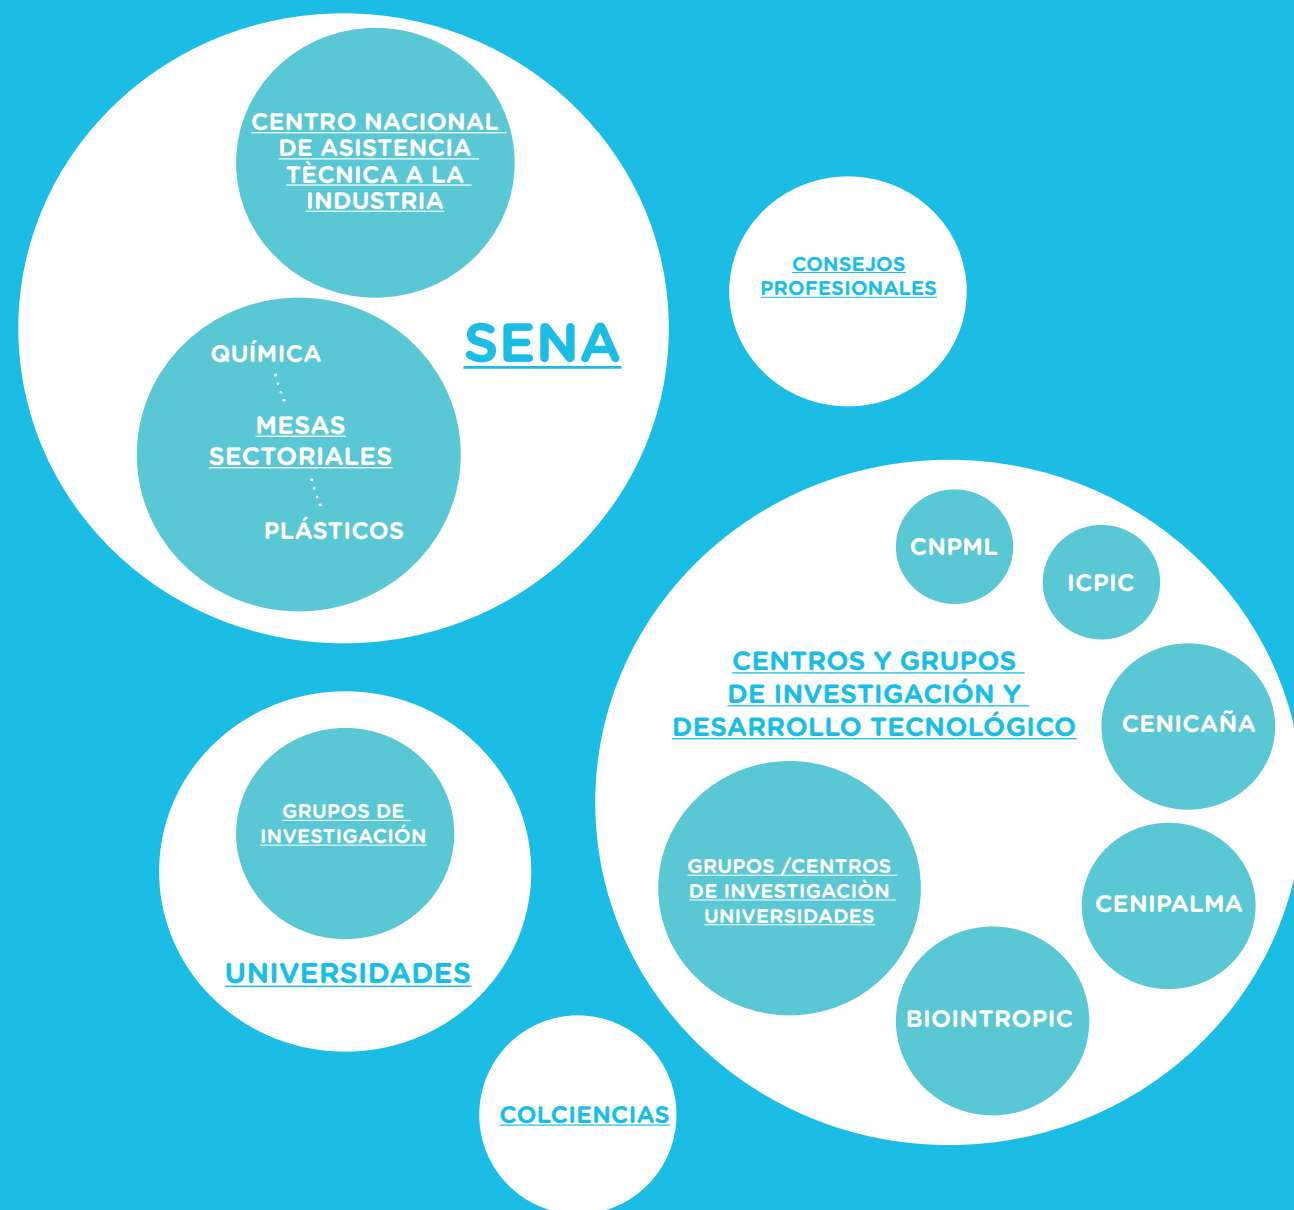 CENTRO NACIONAL
DE ASISTENCIA
TÈCNICA A LA
INDUSTRIA
SENA
QUÍMICA
MESAS
SECTORIALES
PLÁSTICOS
CONSEJOS
PROFESIONALES
CNPML
ICPIC
CENTROS Y GRUPOS
DE INVESTIGACIÓN Y
DESARROLLO TECNOLÓGICO
CENICAÑA
GRUPOS /CENTROS
DE INVESTIGACIÒN
UNIVERSIDADES
CENIPALMA
BIOINTROPIC
GRUPOS DE
INVESTIGACIÓN
UNIVERSIDADES
COLCIENCIAS